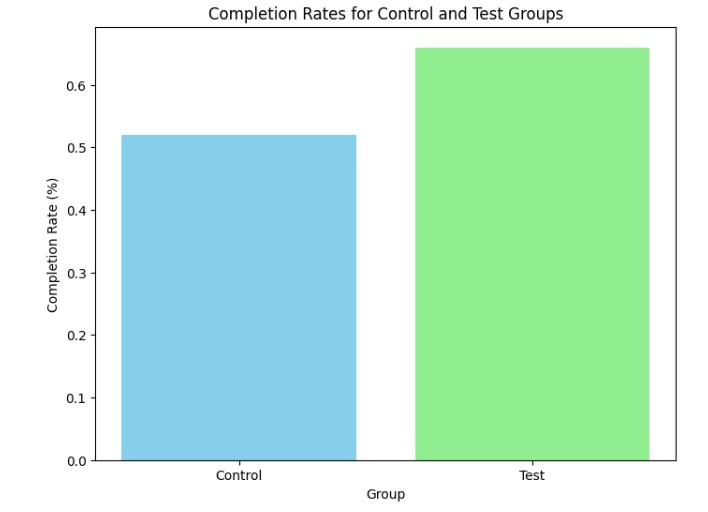 Completion Rates for Control and Test Groups
Completion Rate (%)
0.6
0.5
0.4
0.3
0.2
0.1
0.0
Control
Test
Group